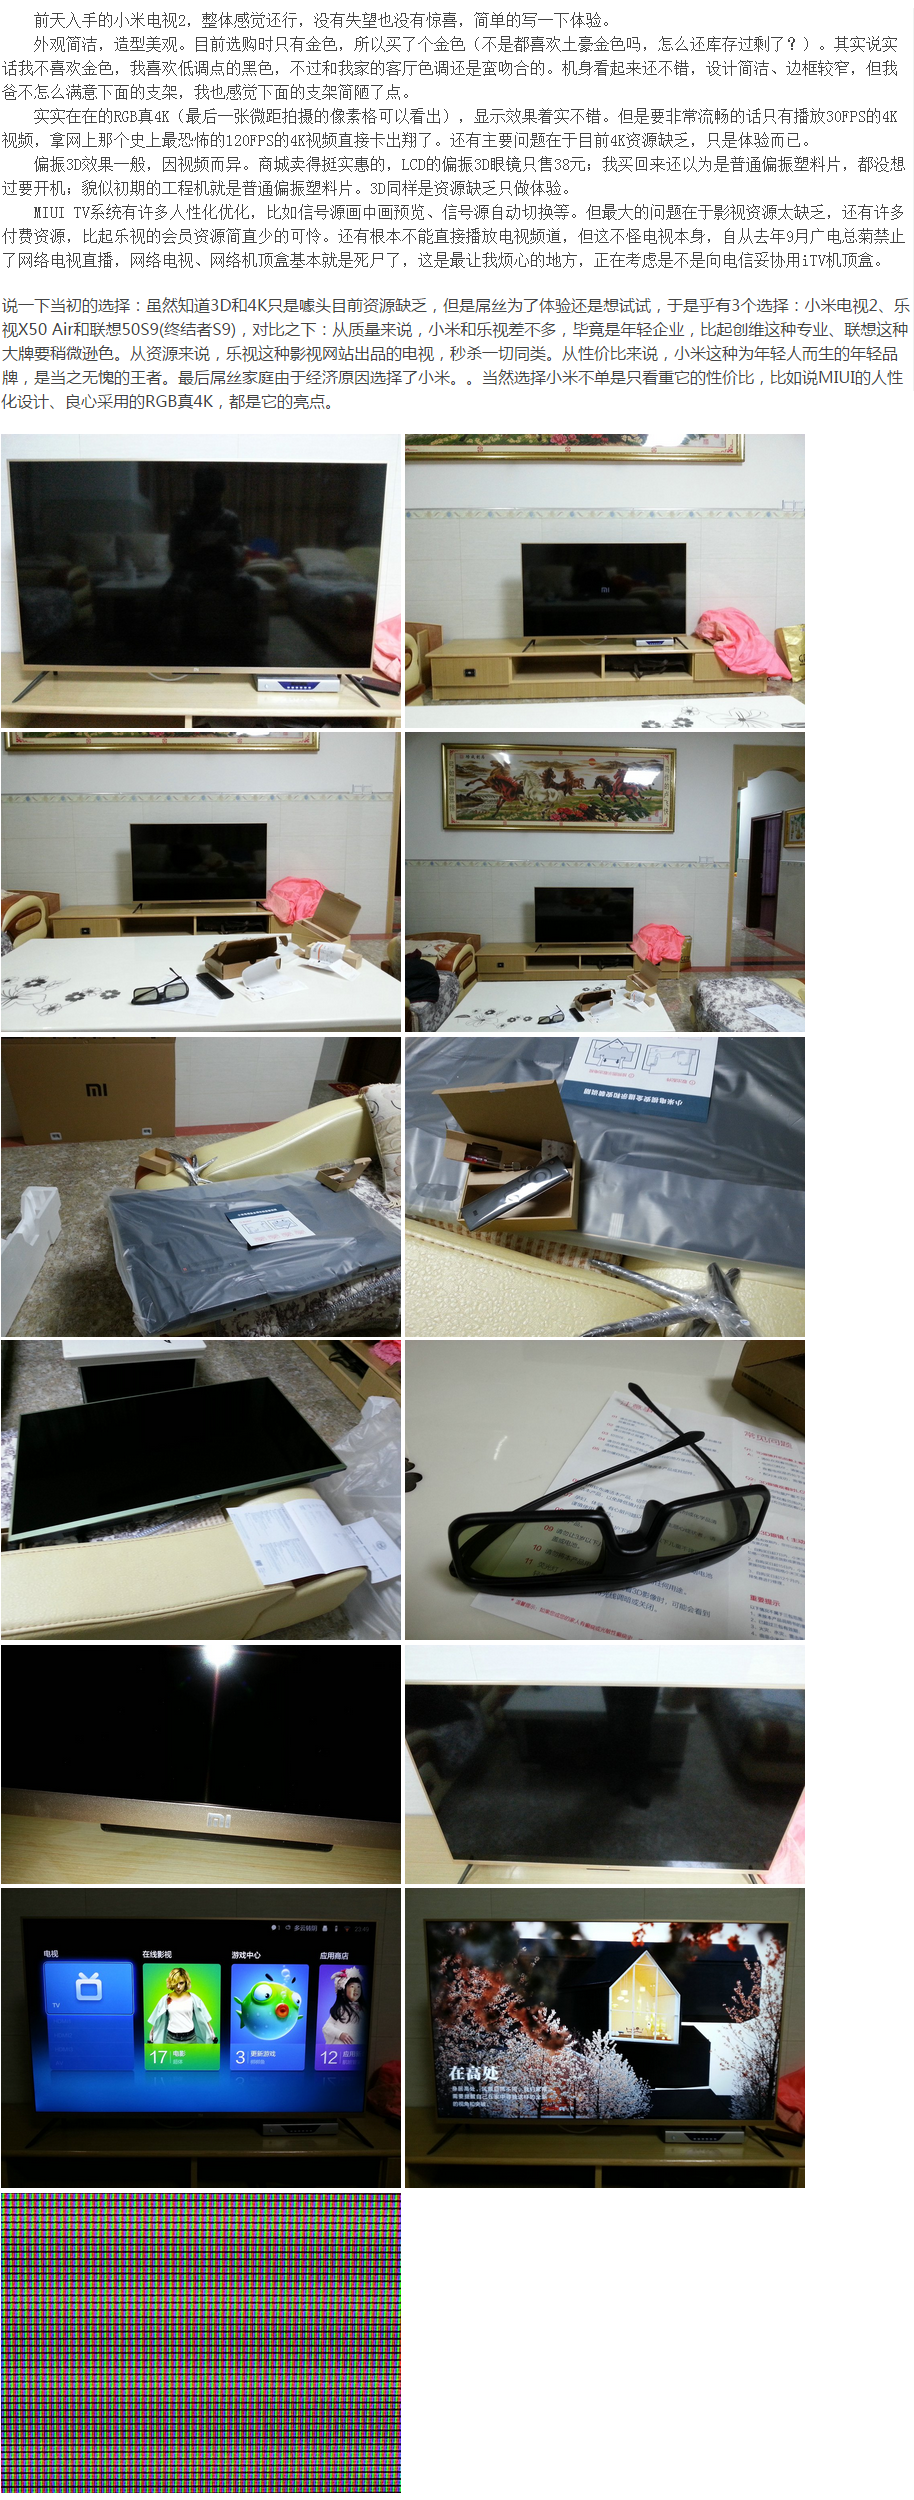 前天入手的小米电视2，整体感觉还行，没有失望也没有惊喜，简单的写一下体验。
外观简洁，造型美观。目前选购时只有金色，所以买了个金色（不是都喜欢土豪金色吗，怎么还库存过剩了？）。其实说实
话我不喜欢金色，我喜欢低调点的黑色，不过和我家的客厅色调还是蛮吻合的。机身看起来还不错，设计简洁、边框较窄，但我
爸不怎么满意下面的支架，我也感觉下面的支架简陋了点。
实实在在的RGB真4K（最后一张微距拍摄的像素格可以看出），显示效果着实不错。但是要非常流畅的话只有播放30FPS的4K
视频，拿网上那个史上最恐怖的120FPS的4K视频直接卡出翔了。还有主要问题在于目前4K资源缺乏，只是体验而已。
偏振3D效果一般，因视频而异。商城卖得挺实惠的，LCD的偏振3D眼镜只售38元；我买回来还以为是普通偏振塑料片，都没想
过要开机；貌似初期的工程机就是普通偏振塑料片。3D同样是资源缺乏只做体验。
MIUI TV系统有许多人性化优化，比如信号源画中画预览、信号源自动切换等。但最大的问题在于影视资源太缺乏，还有许多
付费资源，比起乐视的会员资源简直少的可怜。还有根本不能直接播放电视频道，但这不怪电视本身，自从去年9月广电总菊禁止
了网络电视直播，网络电视、网络机顶盒基本就是死尸了，这是最让我烦心的地方，正在考虑是不是向电信妥协用iTV机顶盒。
说一下当初的选择：虽然知道3D和4K只是噱头目前资源缺乏，但是屌丝为了体验还是想试试，于是乎有3个选择：小米电视2、乐
视X50 Air和联想50S9(终结者S9)，对比之下：从质量来说，小米和乐视差不多，毕竟是年轻企业，比起创维这种专业、联想这种
大牌要稍微逊色。从资源来说，乐视这种影视网站出品的电视，秒杀一切同类。从性价比来说，小米这种为年轻人而生的年轻品
牌，是当之无愧的王者。最后屌丝家庭由于经济原因选择了小米。。当然选择小米不单是只看重它的性价比，比如说MIUI的人性
化设计、良心采用的RGB真4K，都是它的亮点。
MI
MI
常见问题
09
10
11
重要提示
MI
多云转阴 23:49
电视 在线影视 游戏中心 应用商店
TV
17 电影 3 更新游戏 12
在高处